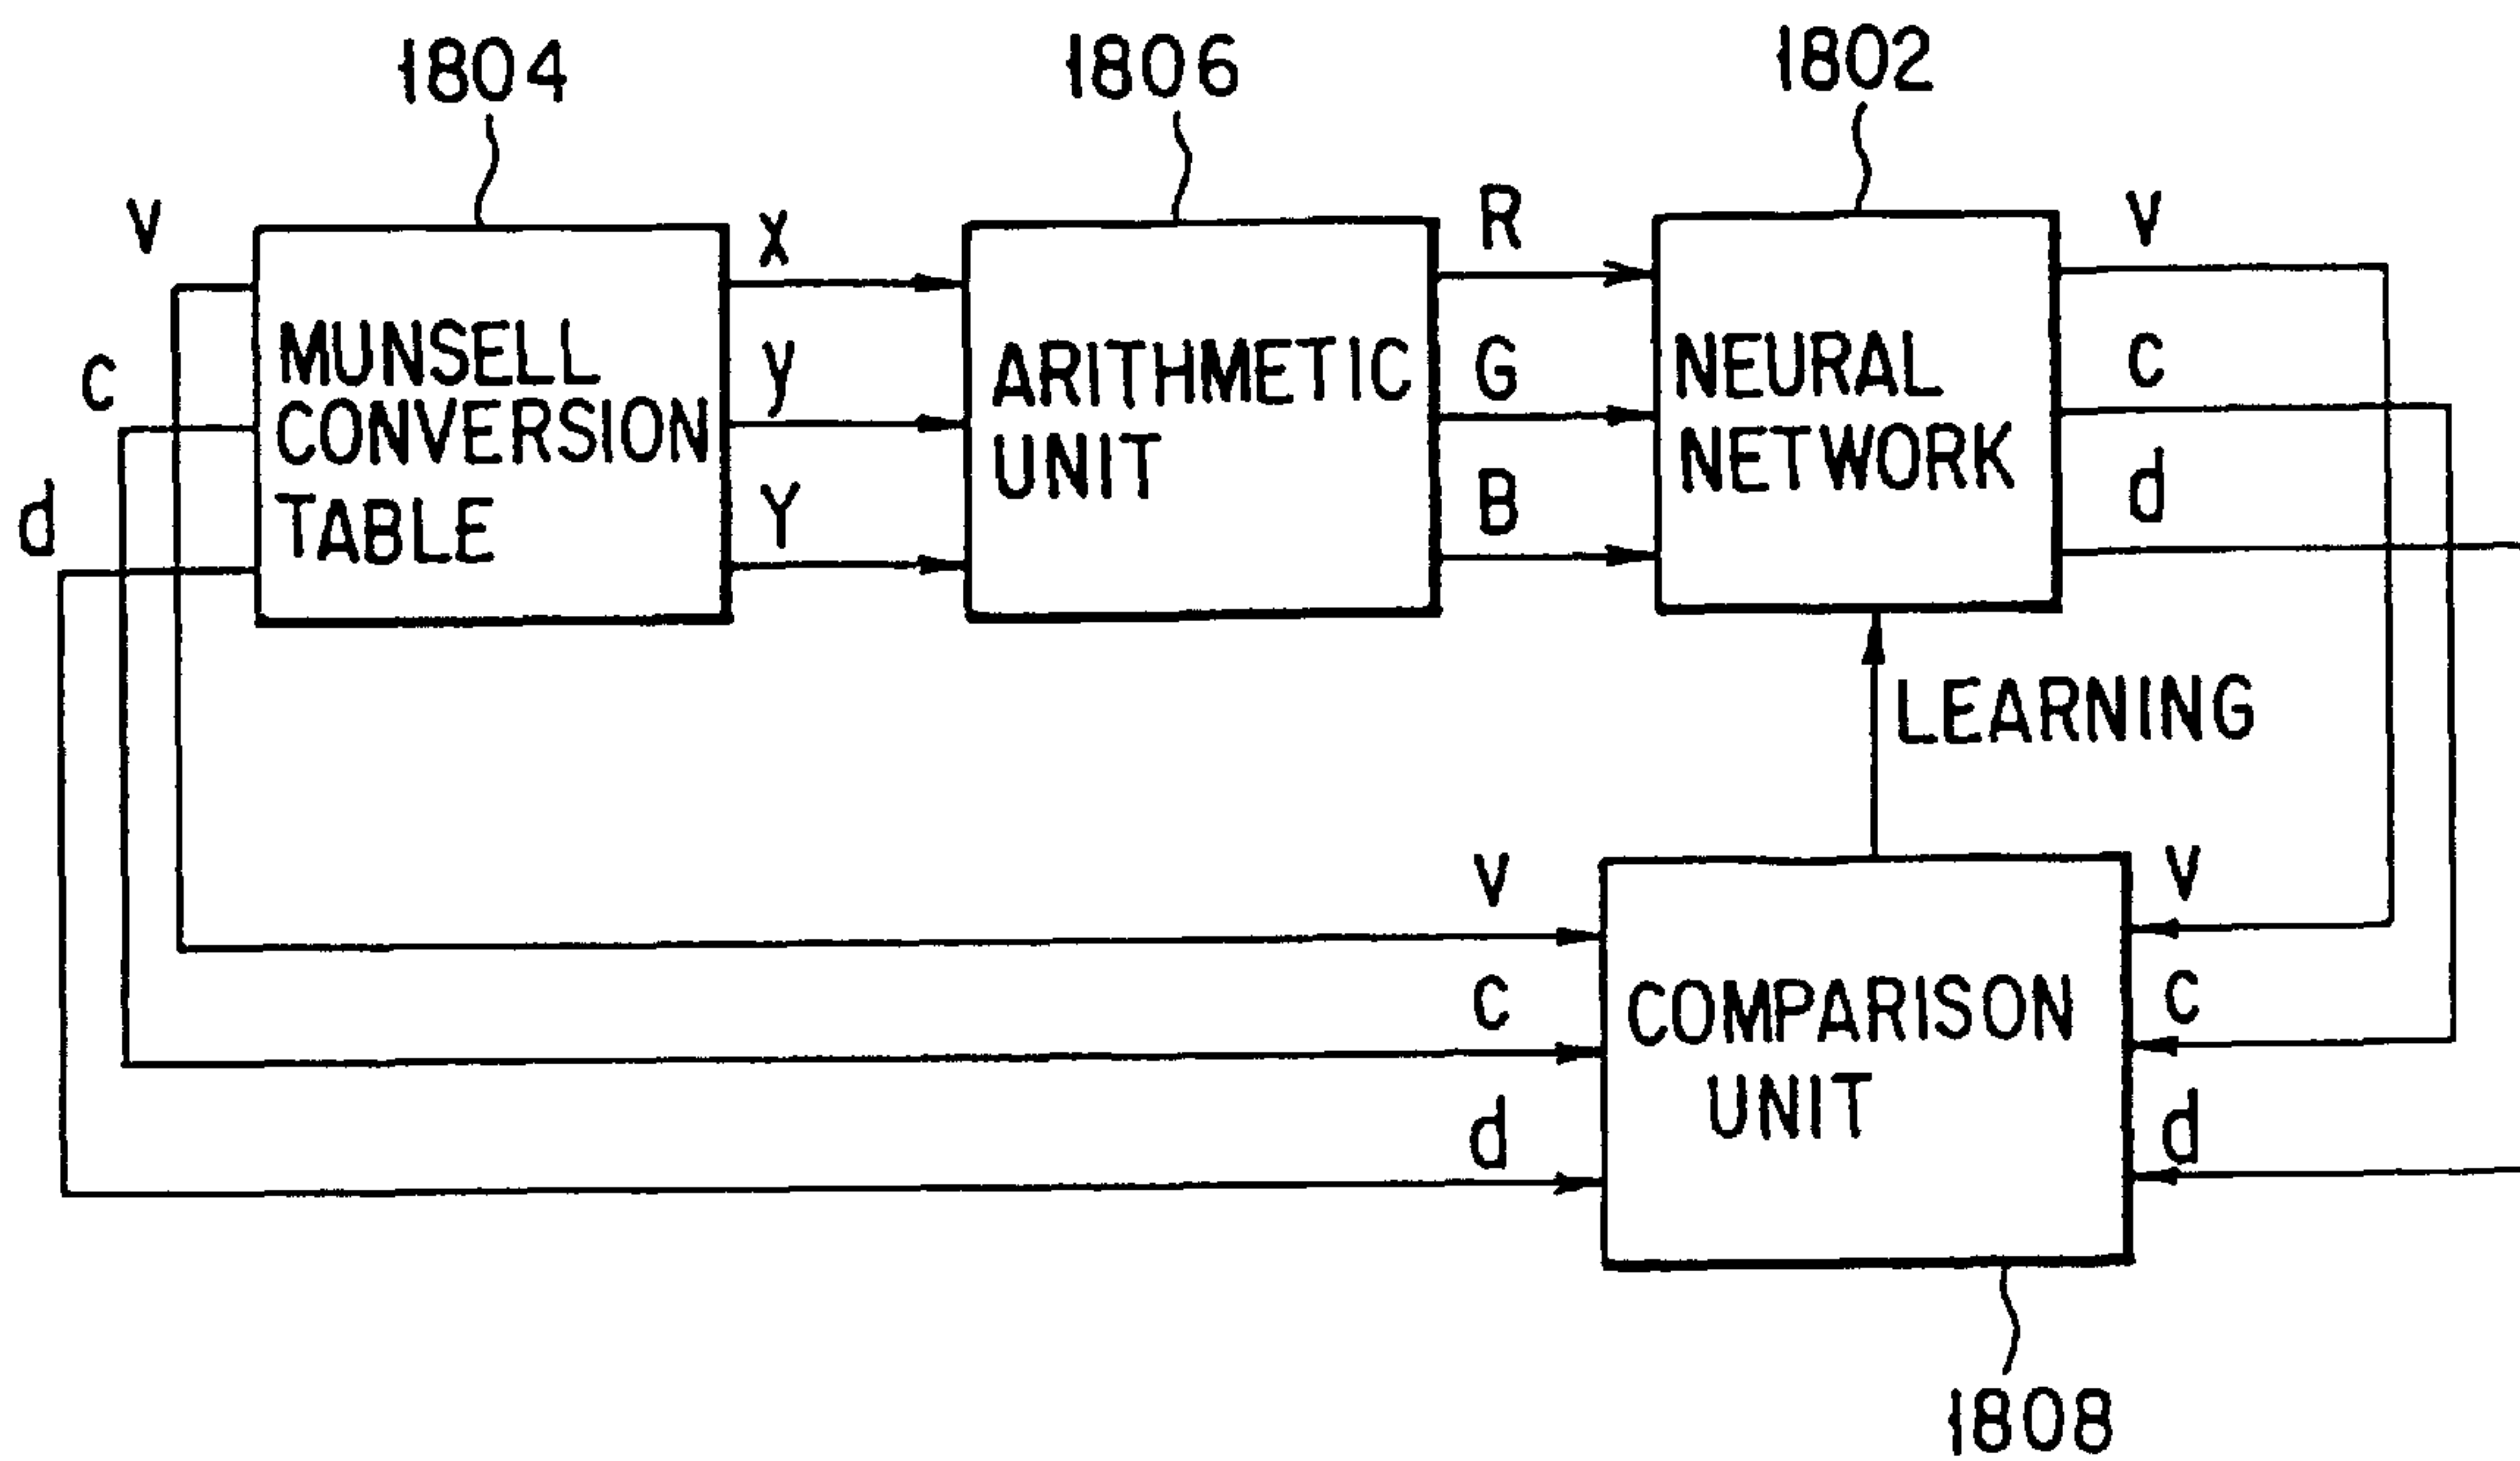 1804
1806
1802
V
C
d
MUNSELL
CONVERSION
TABLE
x
y
Y
ARITHMETIC
UNIT
R
G
B
NEURAL
NETWORK
V
C
d
LEARNING
V
C
d
COMPARISON
UNIT
V
C
d
1808